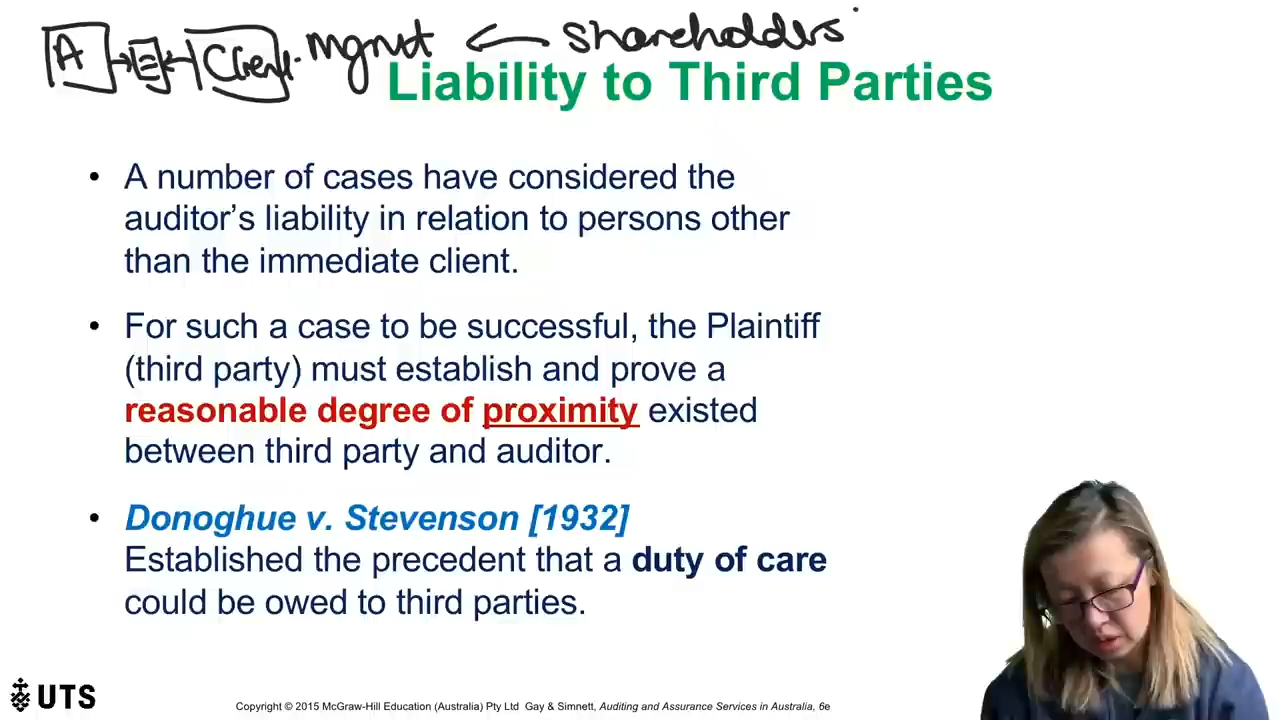 A Client Mgmt ← shareholders
Liability to Third Parties
• A number of cases have considered the
auditor’s liability in relation to persons other
than the immediate client.
• For such a case to be successful, the Plaintiff
(third party) must establish and prove a
reasonable degree of proximity existed
between third party and auditor.
• Donoghue v. Stevenson [1932]
Established the precedent that a duty of care
could be owed to third parties.
UTS
Copyright © 2015 McGraw-Hill Education (Australia) Pty Ltd Gay & Simnett, Auditing and Assurance Services in Australia, 6e